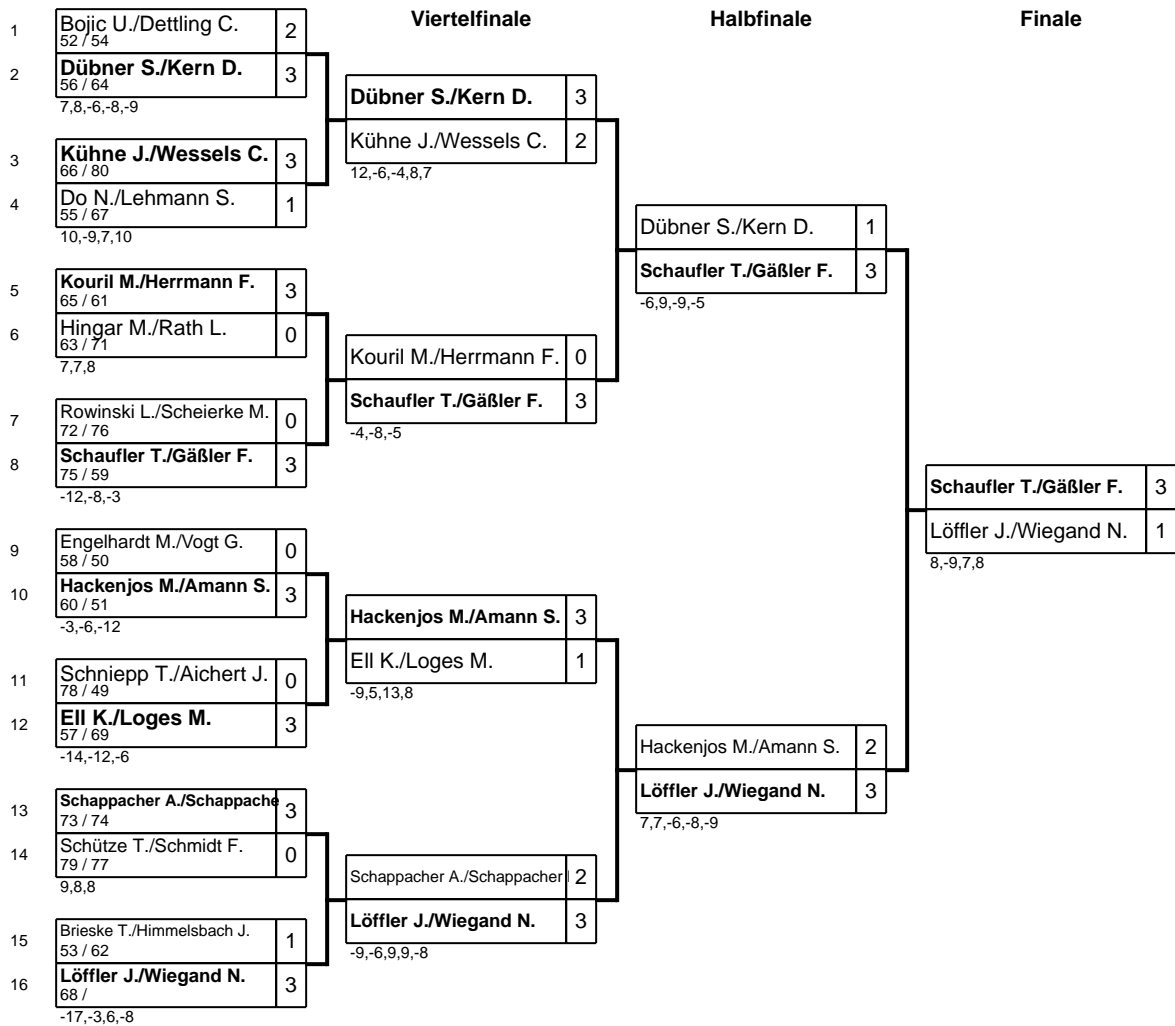 Viertelfinale Halbfinale Finale
1 Bojic U./Dettling C. 2
52 / 54
2 Dübner S./Kern D. 3
56 / 64
7,8,-6,-8,-9
3 Kühne J./Wessels C. 3
66 / 80
4 Do N./Lehmann S. 1
55 / 67
10,-9,7,10
5 Kouril M./Herrmann F. 3
65 / 61
6 Hingar M./Rath L. 0
63 / 71
7,7,8
7 Rowinski L./Scheierke M. 0
72 / 76
8 Schaufler T./Gäßler F. 3
75 / 59
-12,-8,-3
9 Engelhardt M./Vogt G. 0
58 / 50
10 Hackenjos M./Amann S. 3
60 / 51
-3,-6,-12
11 Schniepp T./Aichert J. 0
78 / 49
12 Ell K./Loges M. 3
57 / 69
-14,-12,-6
13 Schappacher A./Schappache 3
73 / 74
14 Schütze T./Schmidt F. 0
79 / 77
9,8,8
15 Brieske T./Himmelsbach J. 1
53 / 62
16 Löffler J./Wiegand N. 3
68 /
-17,-3,6,-8
Dübner S./Kern D. 3
Kühne J./Wessels C. 2
12,-6,-4,8,7
Kouril M./Herrmann F. 0
Schaufler T./Gäßler F. 3
-4,-8,-5
Hackenjos M./Amann S. 3
Ell K./Loges M. 1
-9,5,13,8
Schappacher A./Schappacher 2
Löffler J./Wiegand N. 3
-9,-6,9,9,-8
Dübner S./Kern D. 1
Schaufler T./Gäßler F. 3
-6,9,-9,-5
Hackenjos M./Amann S. 2
Löffler J./Wiegand N. 3
7,7,-6,-8,-9
Schaufler T./Gäßler F. 3
Löffler J./Wiegand N. 1
8,-9,7,8